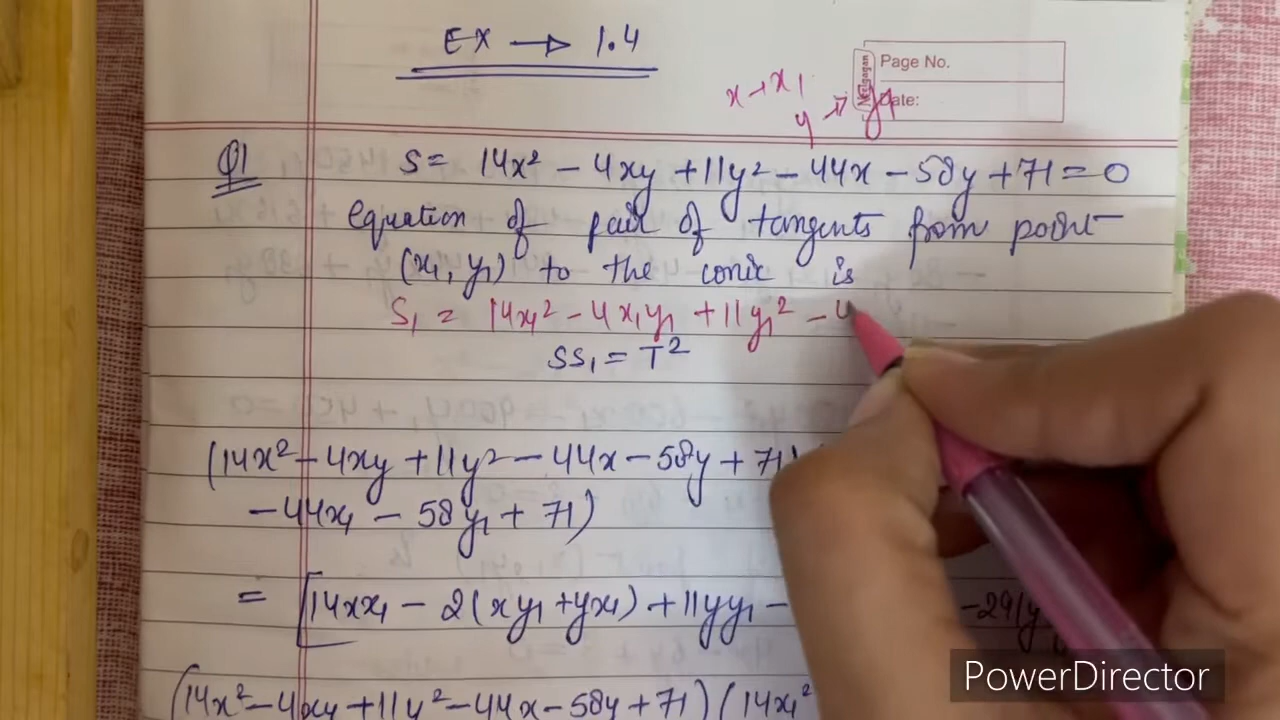 EX → 1.4
Page No.
Date:
x → x1
y → y1
Q1 S = 14x² - 4xy + 11y² - 44x - 58y + 71 = 0
Equation of pair of tangents from point
(x₁, y₁) to the conic is
S₁ = 14x₁² - 4x₁y₁ + 11y₁² - 4
SS₁ = T²
(14x² - 4xy + 11y² - 44x - 58y + 71)
- 44x₁ - 58y₁ + 71)
= [14xx₁ - 2(xy₁ + yx₁) + 11yy₁ - - 29(y
(14x² - 4xy + 11y² - 44x - 58y + 71) (14x₁²
PowerDirector